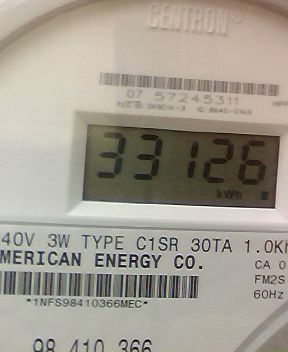 CENTRON®
07 57245311
33126
kWh
40V 3W TYPE C1SR 30TA 1.0K
MERICAN ENERGY CO.
CA 0
FM2S
60Hz
*1NFS98410366MEC*
98 410 366